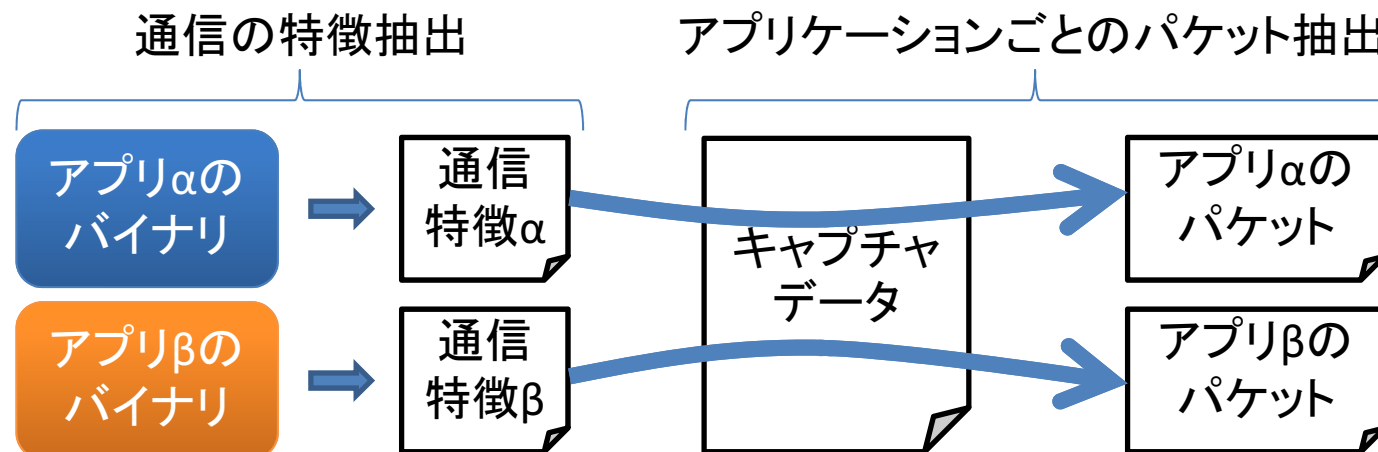 通信の特徴抽出
アプリケーションごとのパケット抽出
アプリαの
バイナリ
通信
特徴α
キャプチャ
データ
アプリαの
パケット
アプリβの
バイナリ
通信
特徴β
アプリβの
パケット